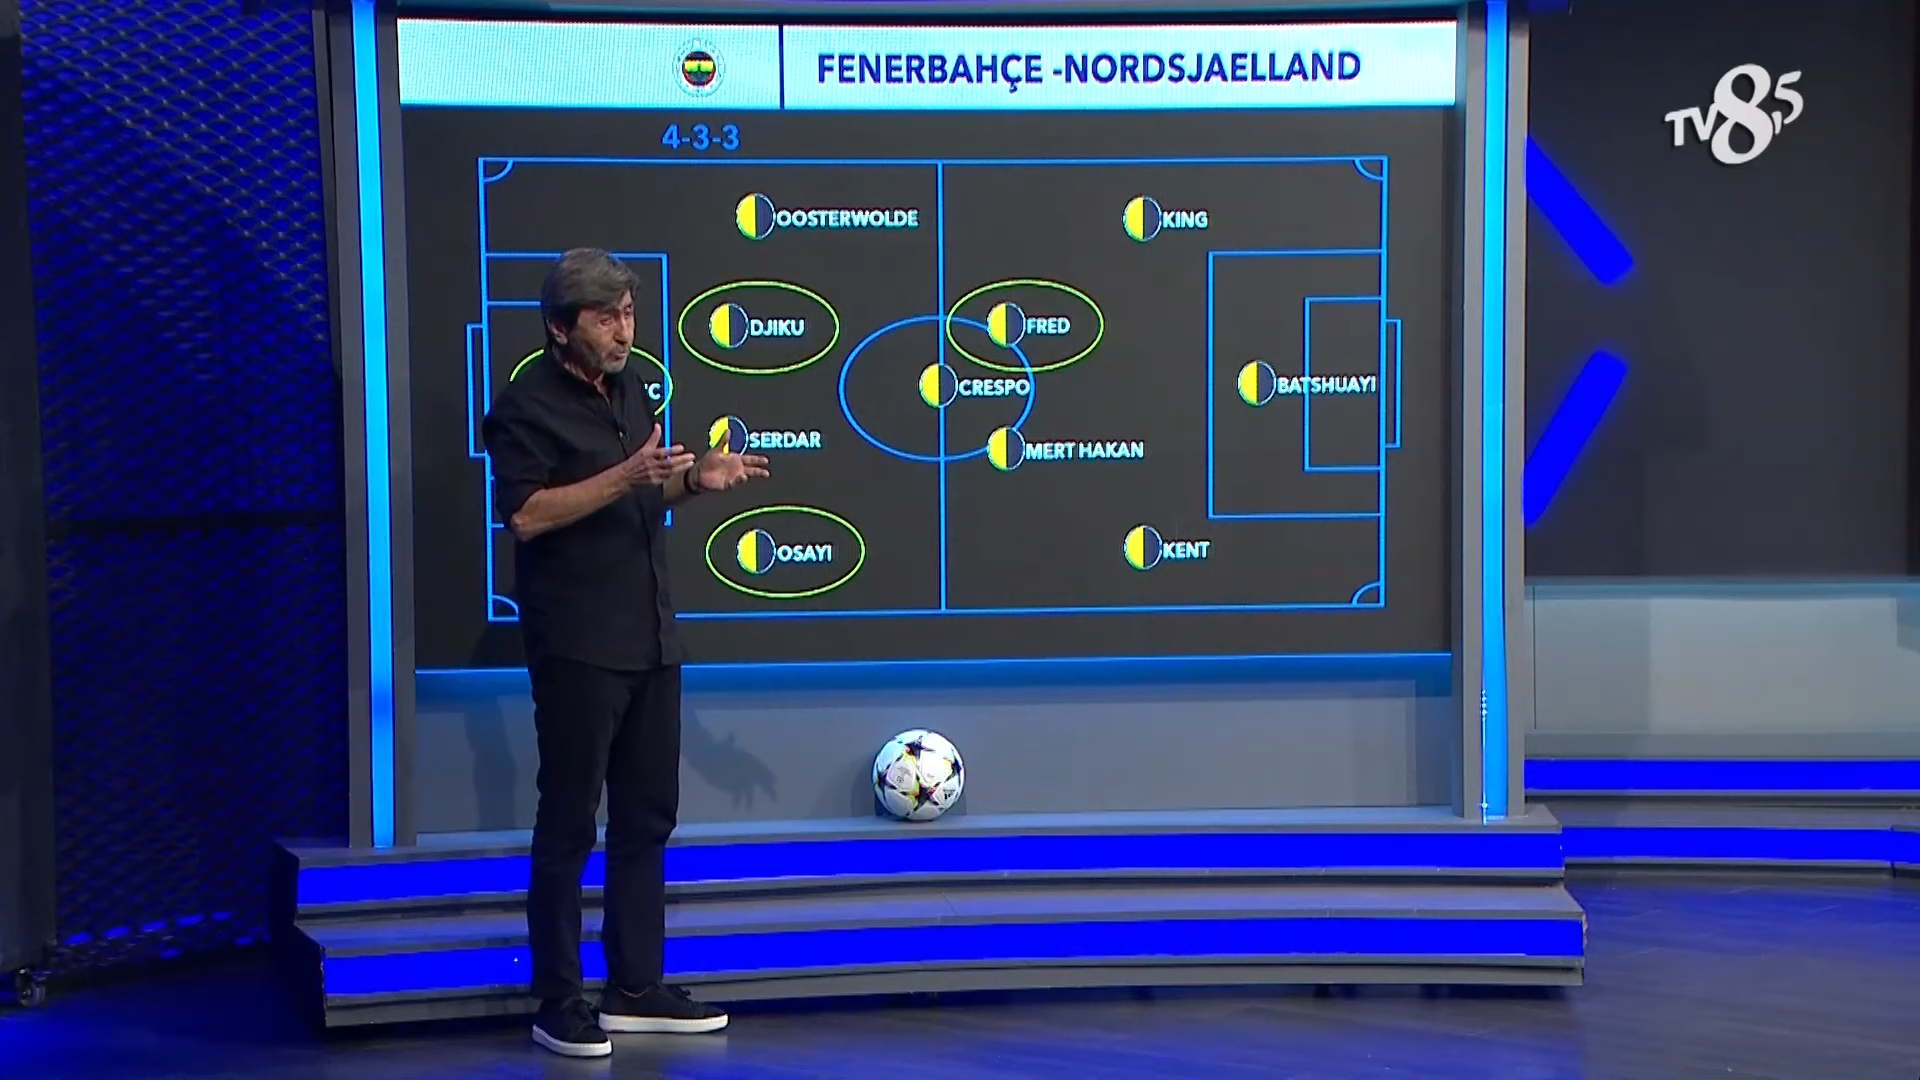 FENERBAHÇE -NORDSJAELLAND
TV8,5
4-3-3
OOSTERWOLDE
KING
DJIKU
FRED
CRESPO
BATSHUAYI
SERDAR
MERT HAKAN
OSAYI
KENT